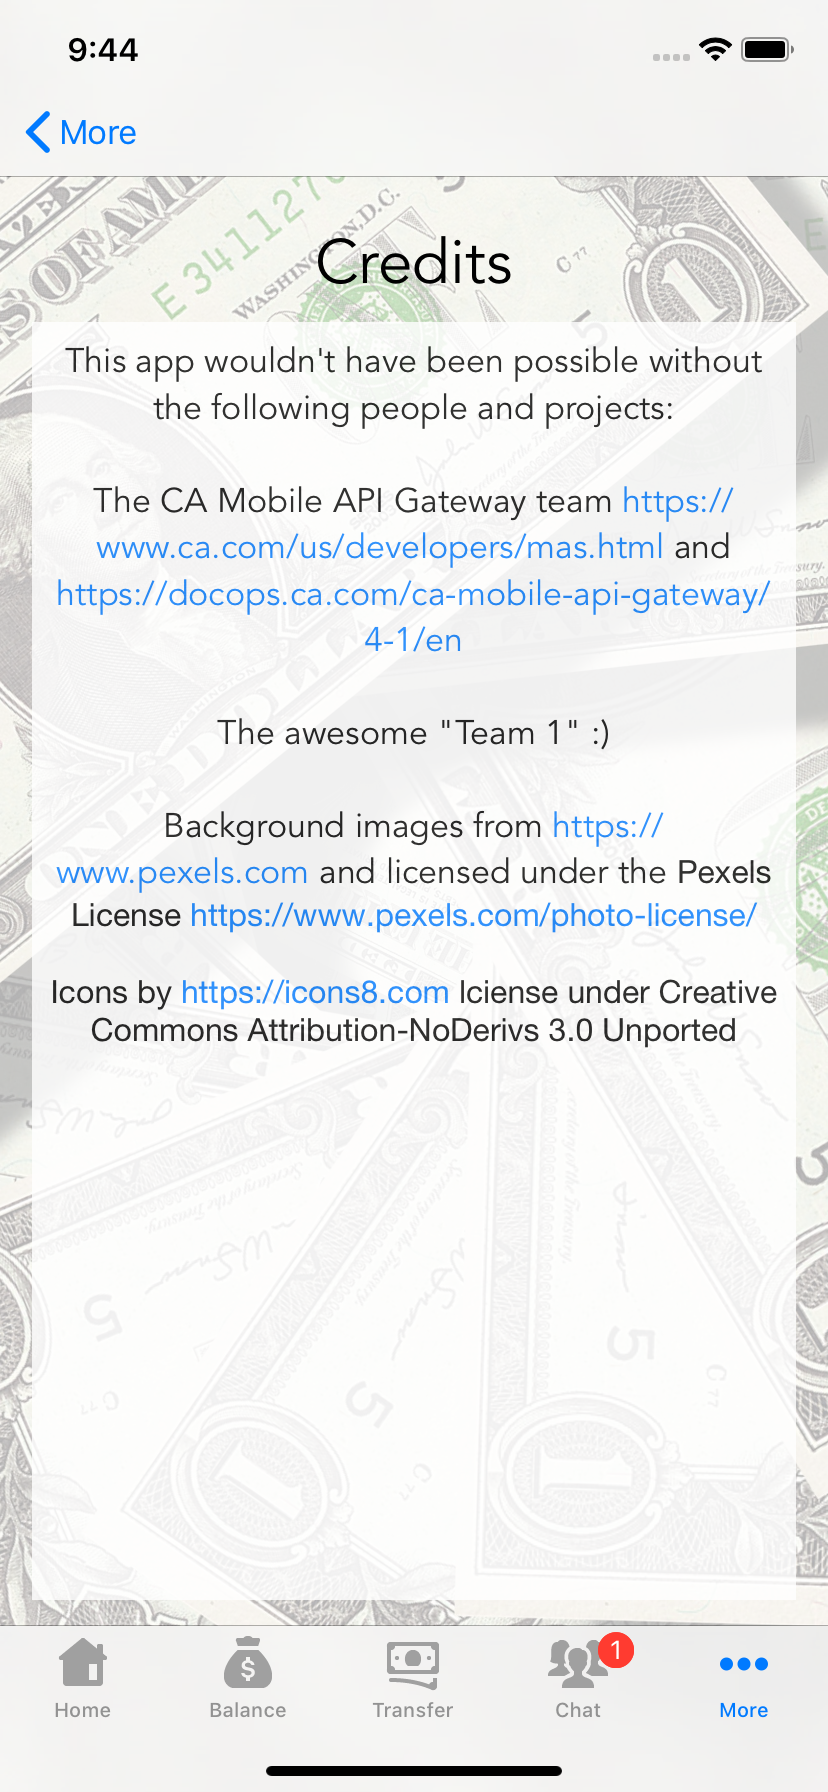 9:44
More
Credits
This app wouldn't have been possible without
the following people and projects:
The CA Mobile API Gateway team https://
www.ca.com/us/developers/mas.html and
https://docops.ca.com/ca-mobile-api-gateway/
4-1/en
The awesome "Team 1" :)
Background images from https://
www.pexels.com and licensed under the Pexels
License https://www.pexels.com/photo-license/
Icons by https://icons8.com lciense under Creative
Commons Attribution-NoDerivs 3.0 Unported
Home
Balance
Transfer
1
Chat
More